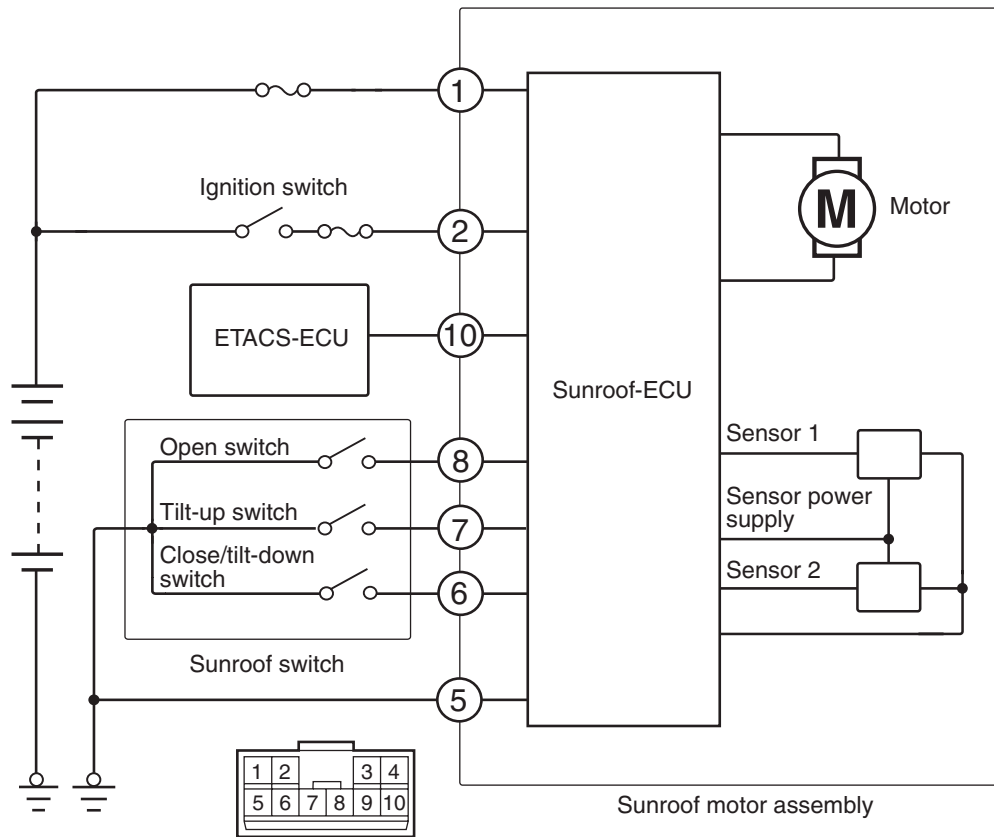 1
Ignition switch
2
M
Motor
ETACS-ECU
10
Sunroof-ECU
Open switch
8
Sensor 1
Tilt-up switch
7
Sensor power
supply
Close/tilt-down
switch
6
Sensor 2
Sunroof switch
5
1 2 3 4
5 6 7 8 9 10
Sunroof motor assembly